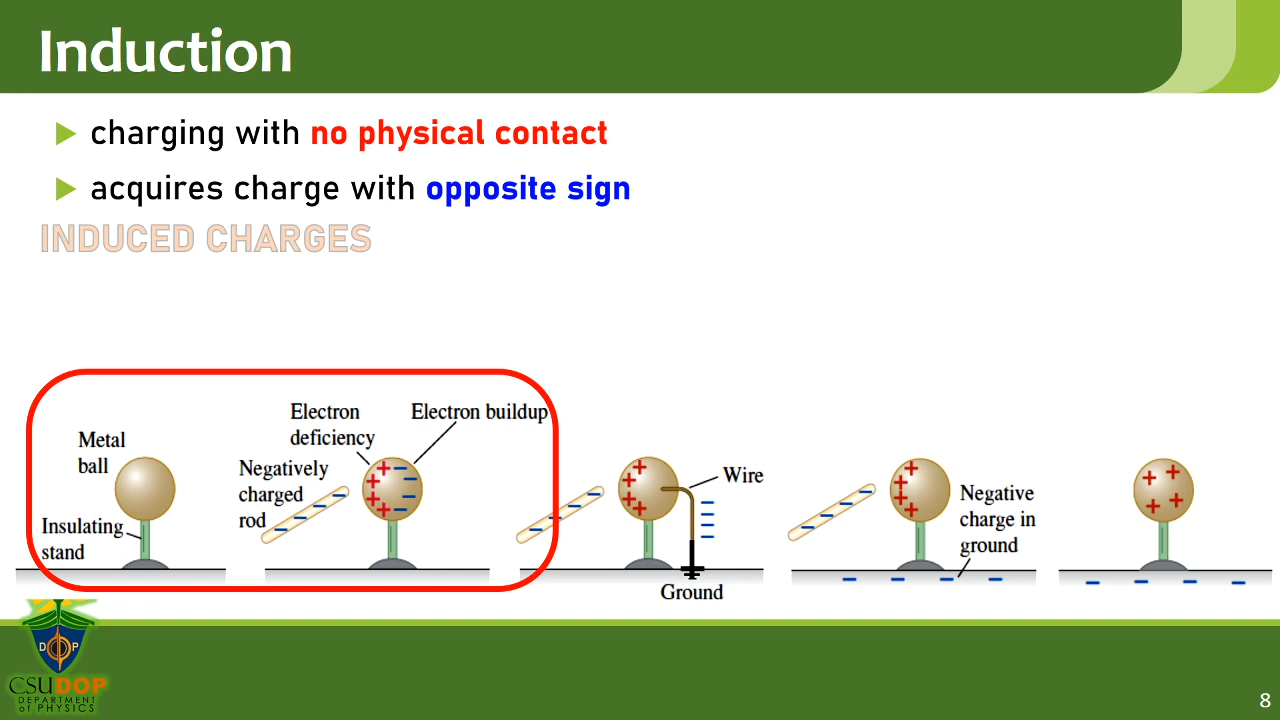 Induction
charging with no physical contact
acquires charge with opposite sign
INDUCED CHARGES
Metal
ball
Insulating
stand
Electron
deficiency
Electron buildup
Negatively
charged
rod
Wire
Ground
Negative
charge in
ground
D P
CSUDOP
DEPARTMENT
of PHYSICS
8